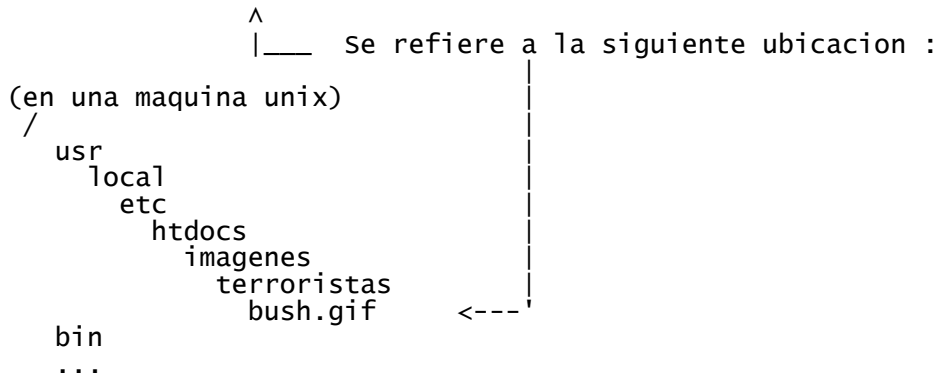 ^
|___ Se refiere a la siguiente ubicacion :
|
(en una maquina unix) |
/ |
usr |
local |
etc |
htdocs |
imagenes |
terroristas |
bush.gif <---'
bin
...